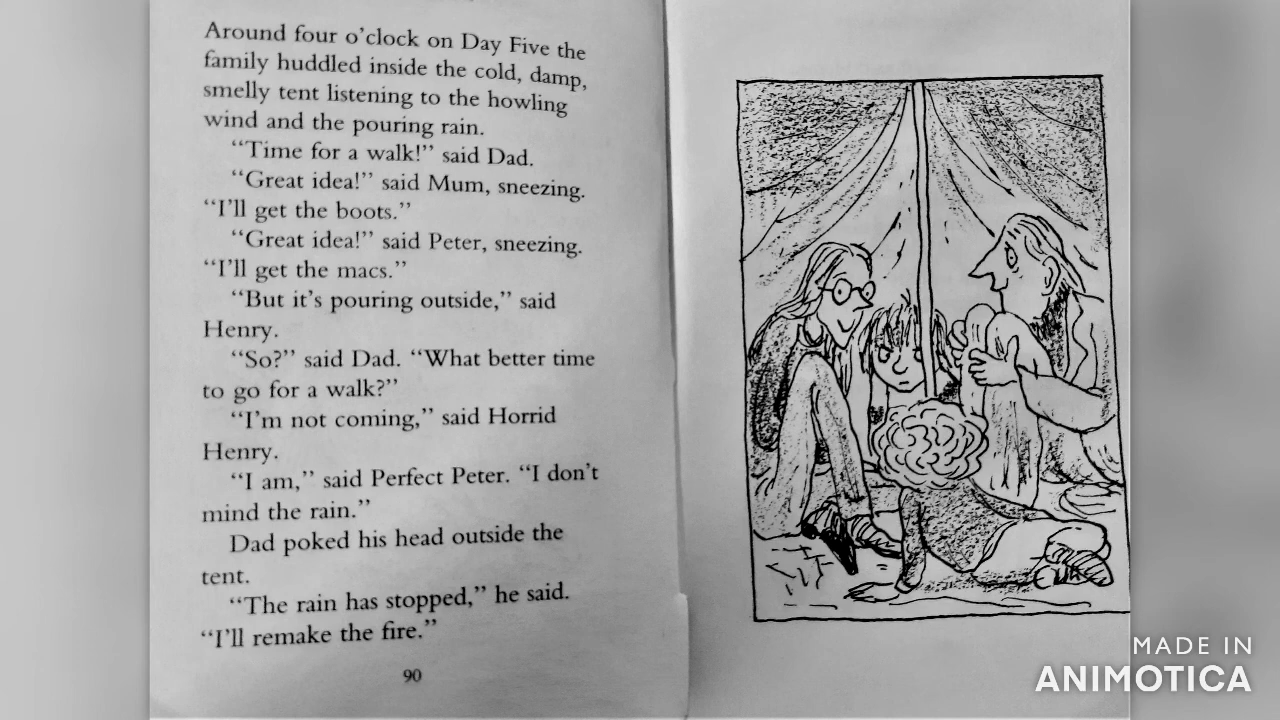 Around four o'clock on Day Five the
family huddled inside the cold, damp,
smelly tent listening to the howling
wind and the pouring rain.
“Time for a walk!” said Dad.
“Great idea!” said Mum, sneezing.
“I'll get the boots.”
“Great idea!” said Peter, sneezing.
“I'll get the macs.”
“But it's pouring outside,” said
Henry.
“So?” said Dad. “What better time
to go for a walk?”
“I'm not coming,” said Horrid
Henry.
“I am,” said Perfect Peter. “I don't
mind the rain.”
Dad poked his head outside the
tent.
“The rain has stopped,” he said.
“I'll remake the fire.”
90
MADE IN
ANIMOTICA